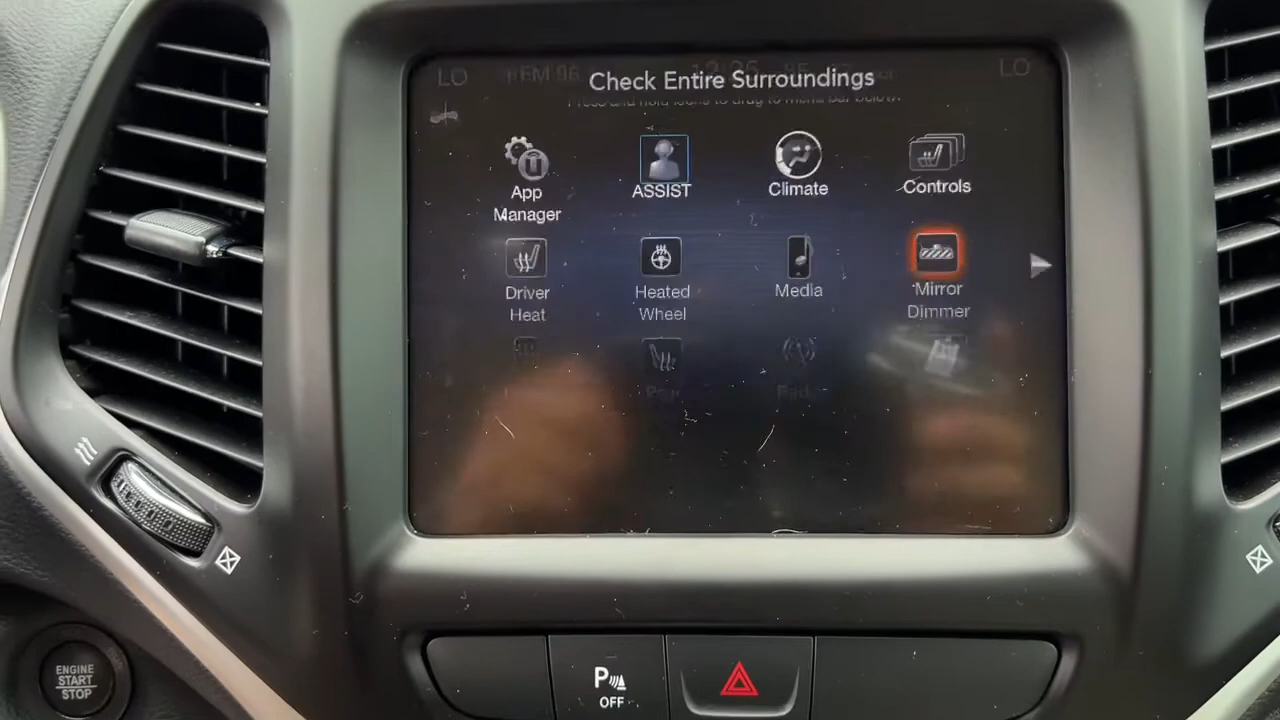 LO
LO
Check Entire Surroundings
App
Manager
ASSIST
Climate
Controls
Driver
Heat
Heated
Wheel
Media
Mirror
Dimmer
ENGINE
START
STOP
P
OFF